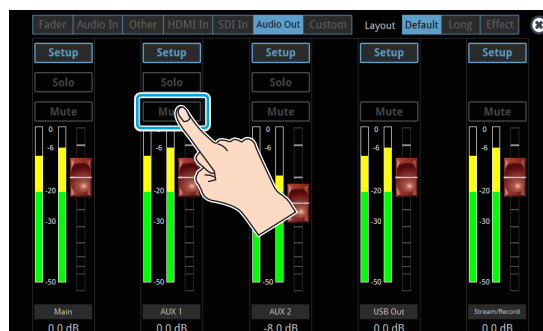 Fader Audio In Other HDMI In SDI In Audio Out Custom Layout Default Long Effect
Setup Setup Setup Setup Setup
Solo Solo Solo
Mute Mute Mute Mute
0 0 0 0 0
-6 -6 -6 -6 -6
-20 -20 -20 -20
-30 -30 -30 -30
-50 -50 -50 -50
Main AUX 1 AUX 2 USB Out Stream/Record
0.0 dB 0.0 dB -8.0 dB 0.0 dB 0.0 dB